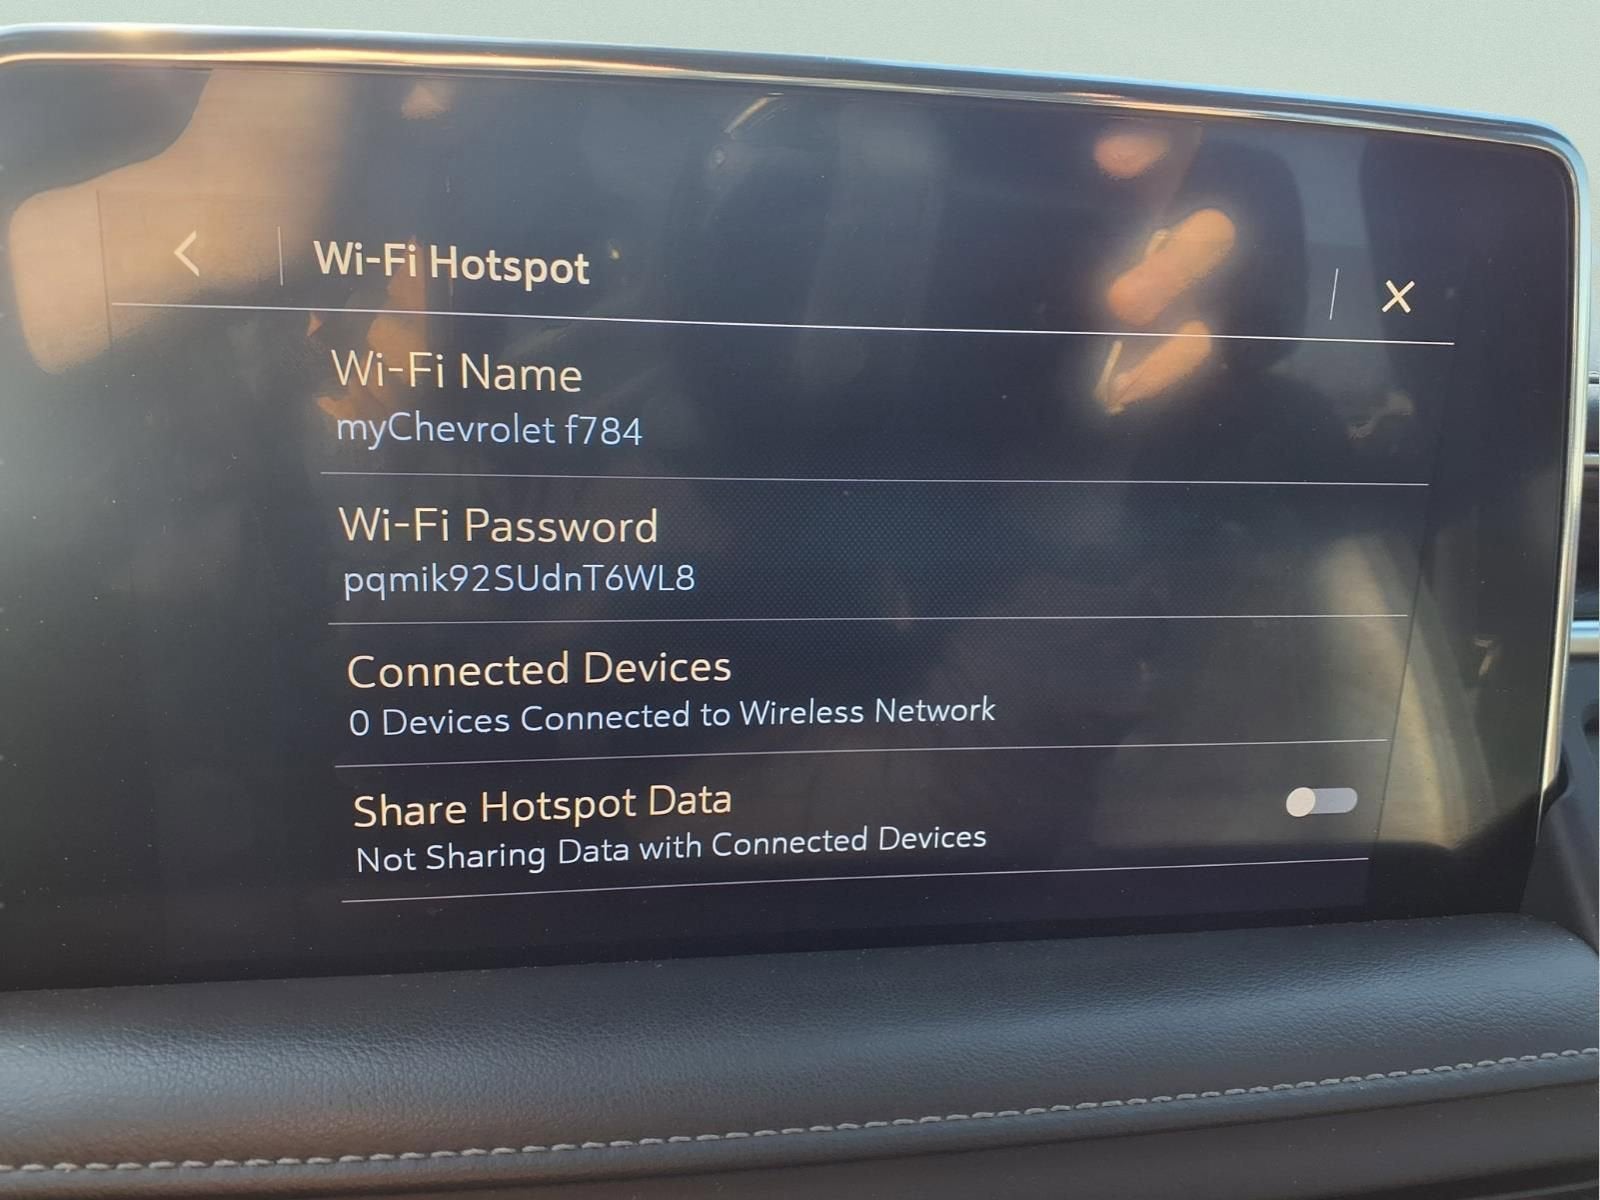 Wi-Fi Hotspot
Wi-Fi Name
myChevrolet f784
Wi-Fi Password
pqmik92SUdnT6WL8
Connected Devices
0 Devices Connected to Wireless Network
Share Hotspot Data
Not Sharing Data with Connected Devices